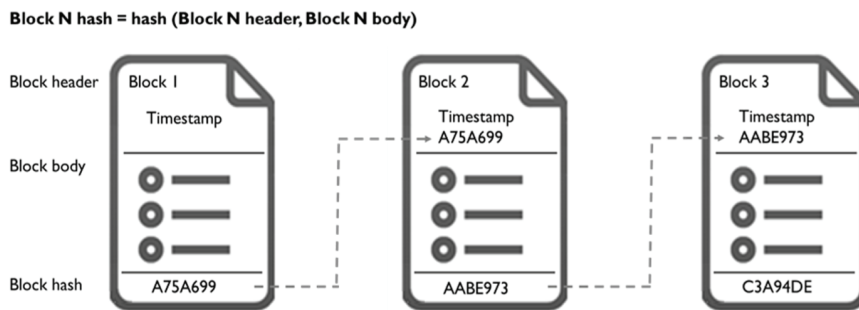 Block N hash = hash (Block N header, Block N body)
Block header
Block 1
Block 2
Block 3
Timestamp
Timestamp
Timestamp
A75A699
AABE973
Block body
Block hash
A75A699
AABE973
C3A94DE